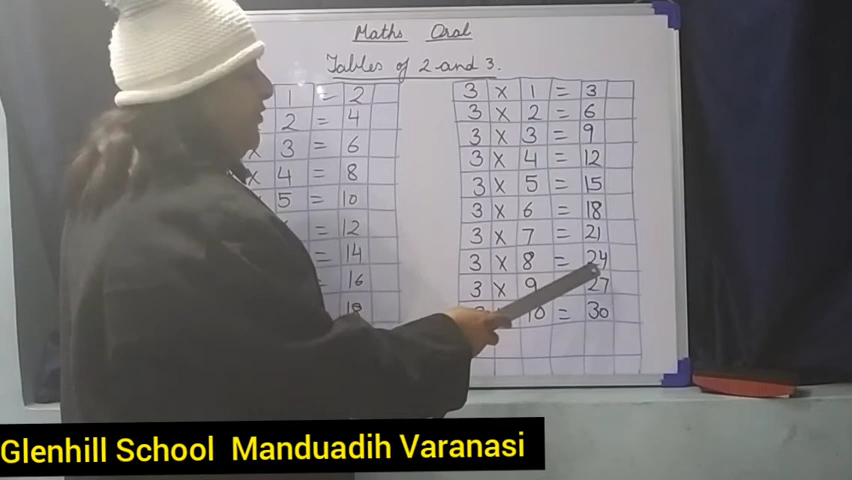 Maths Oral
Tables of 2 and 3.
1 = 2
2 = 4
x 3 = 6
x 4 = 8
x 5 = 10
= 12
= 14
= 16
18
3 x 1 = 3
3 x 2 = 6
3 x 3 = 9
3 x 4 = 12
3 x 5 = 15
3 x 6 = 18
3 x 7 = 21
3 x 8 = 24
3 x 9 27
10 = 30
Glenhill School Manduadih Varanasi